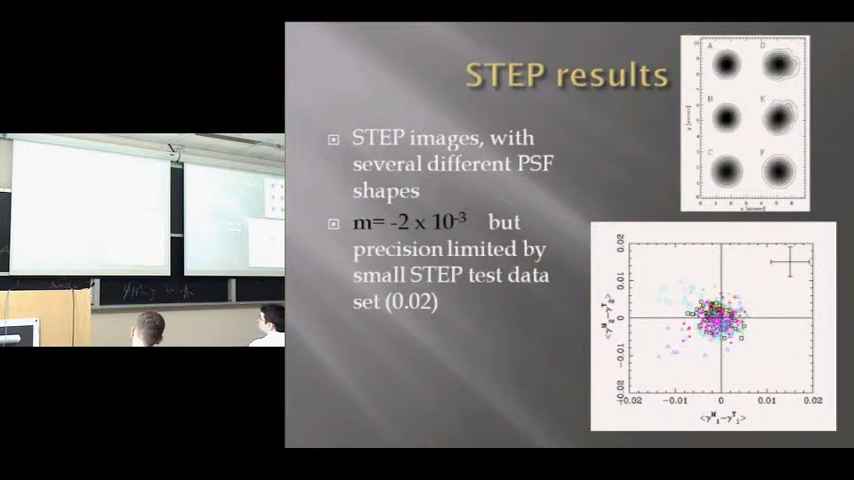 STEP results
STEP images, with
several different PSF
shapes
m= -2 x 10-3 but
precision limited by
small STEP test data
set (0.02)
A D
B E
C F
0.02
0.01
0
−0.01
−0.02
−0.02 −0.01 0 0.01 0.02